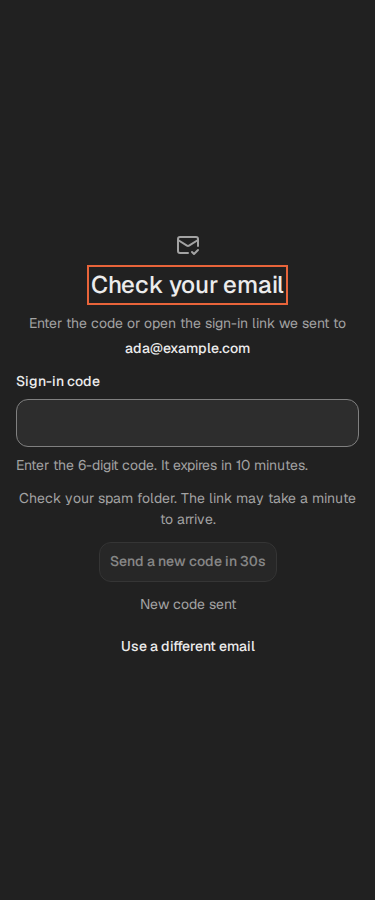 Check your email
Enter the code or open the sign-in link we sent to
ada@example.com
Sign-in code
Enter the 6-digit code. It expires in 10 minutes.
Check your spam folder. The link may take a minute
to arrive.
Send a new code in 30s
New code sent
Use a different email